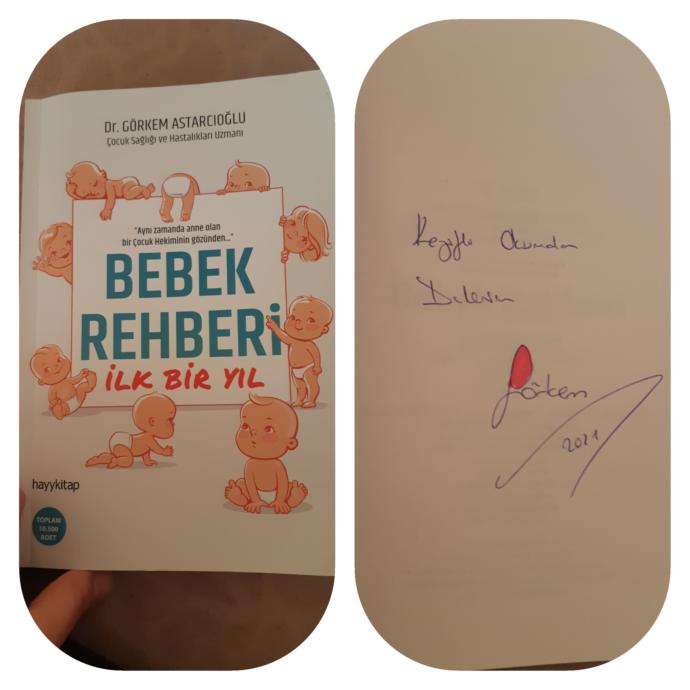 Dr. GÖRKEM ASTARCIOĞLU
Çocuk Sağlığı ve Hastalıkları Uzmanı
"Aynı zamanda anne olan
bir Çocuk Hekiminin gözünden..."
BEBEK
REHBERİ
İLK BİR YIL
hayykitap
TOPLAM
10.500
ADET
Keyifli Okumalar
Dilerim
Görkem
2021